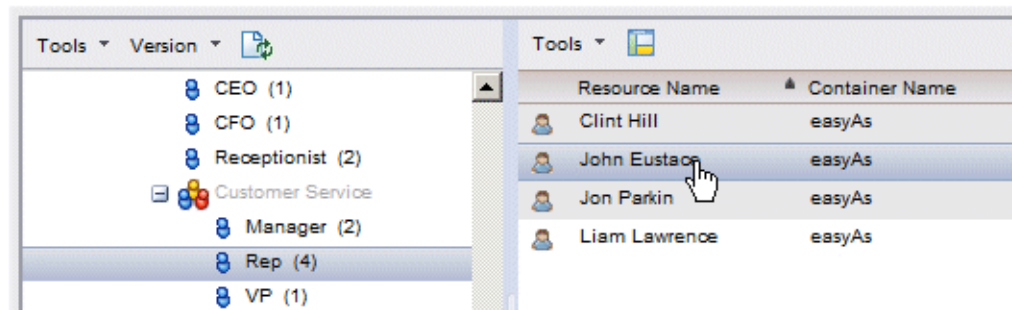 Tools Version
CEO (1)
CFO (1)
Receptionist (2)
Customer Service
Manager (2)
Rep (4)
VP (1)
Tools
Resource Name Container Name
Clint Hill easyAs
John Eustace easyAs
Jon Parkin easyAs
Liam Lawrence easyAs